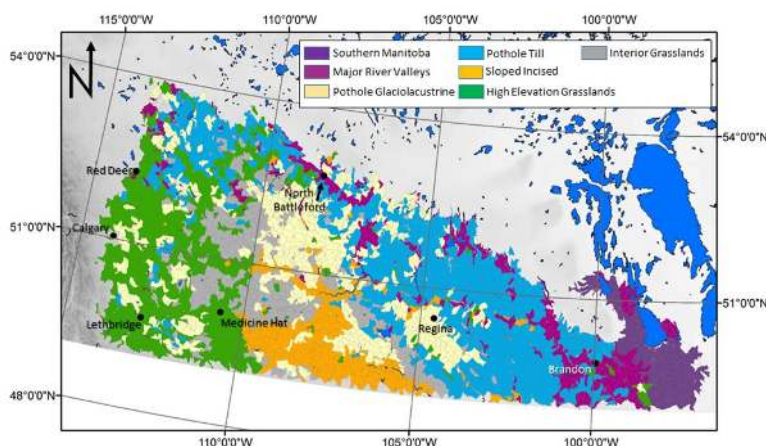 115°0'0"W 110°0'0"W 105°0'0"W 100°0'0"W
54°0'0"N
N
Southern Manitoba
Major River Valleys
Pothole Glaciolacustrine
Pothole Till
Sloped Incised
High Elevation Grasslands
Interior Grasslands
54°0'0"N
Red Deer
North
Battleford
51°0'0"N
Calgary
51°0'0"N
Lethbridge
Medicine Hat
Regina
Brandon
48°0'0"N
110°0'0"W 105°0'0"W 100°0'0"W